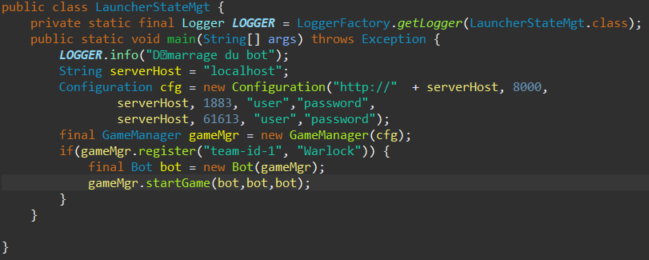 public class LauncherStateMgt {
private static final Logger LOGGER = LoggerFactory.getLogger(LauncherStateMgt.class);
public static void main(String[] args) throws Exception {
LOGGER.info("D�marrage du bot");
String serverHost = "localhost";
Configuration cfg = new Configuration("http://"  + serverHost, 8000,
serverHost, 1883, "user","password",
serverHost, 61613, "user","password");
final GameManager gameMgr = new GameManager(cfg);
if(gameMgr.register("team-id-1", "Warlock")) {
final Bot bot = new Bot(gameMgr);
gameMgr.startGame(bot,bot,bot);
}
}
}